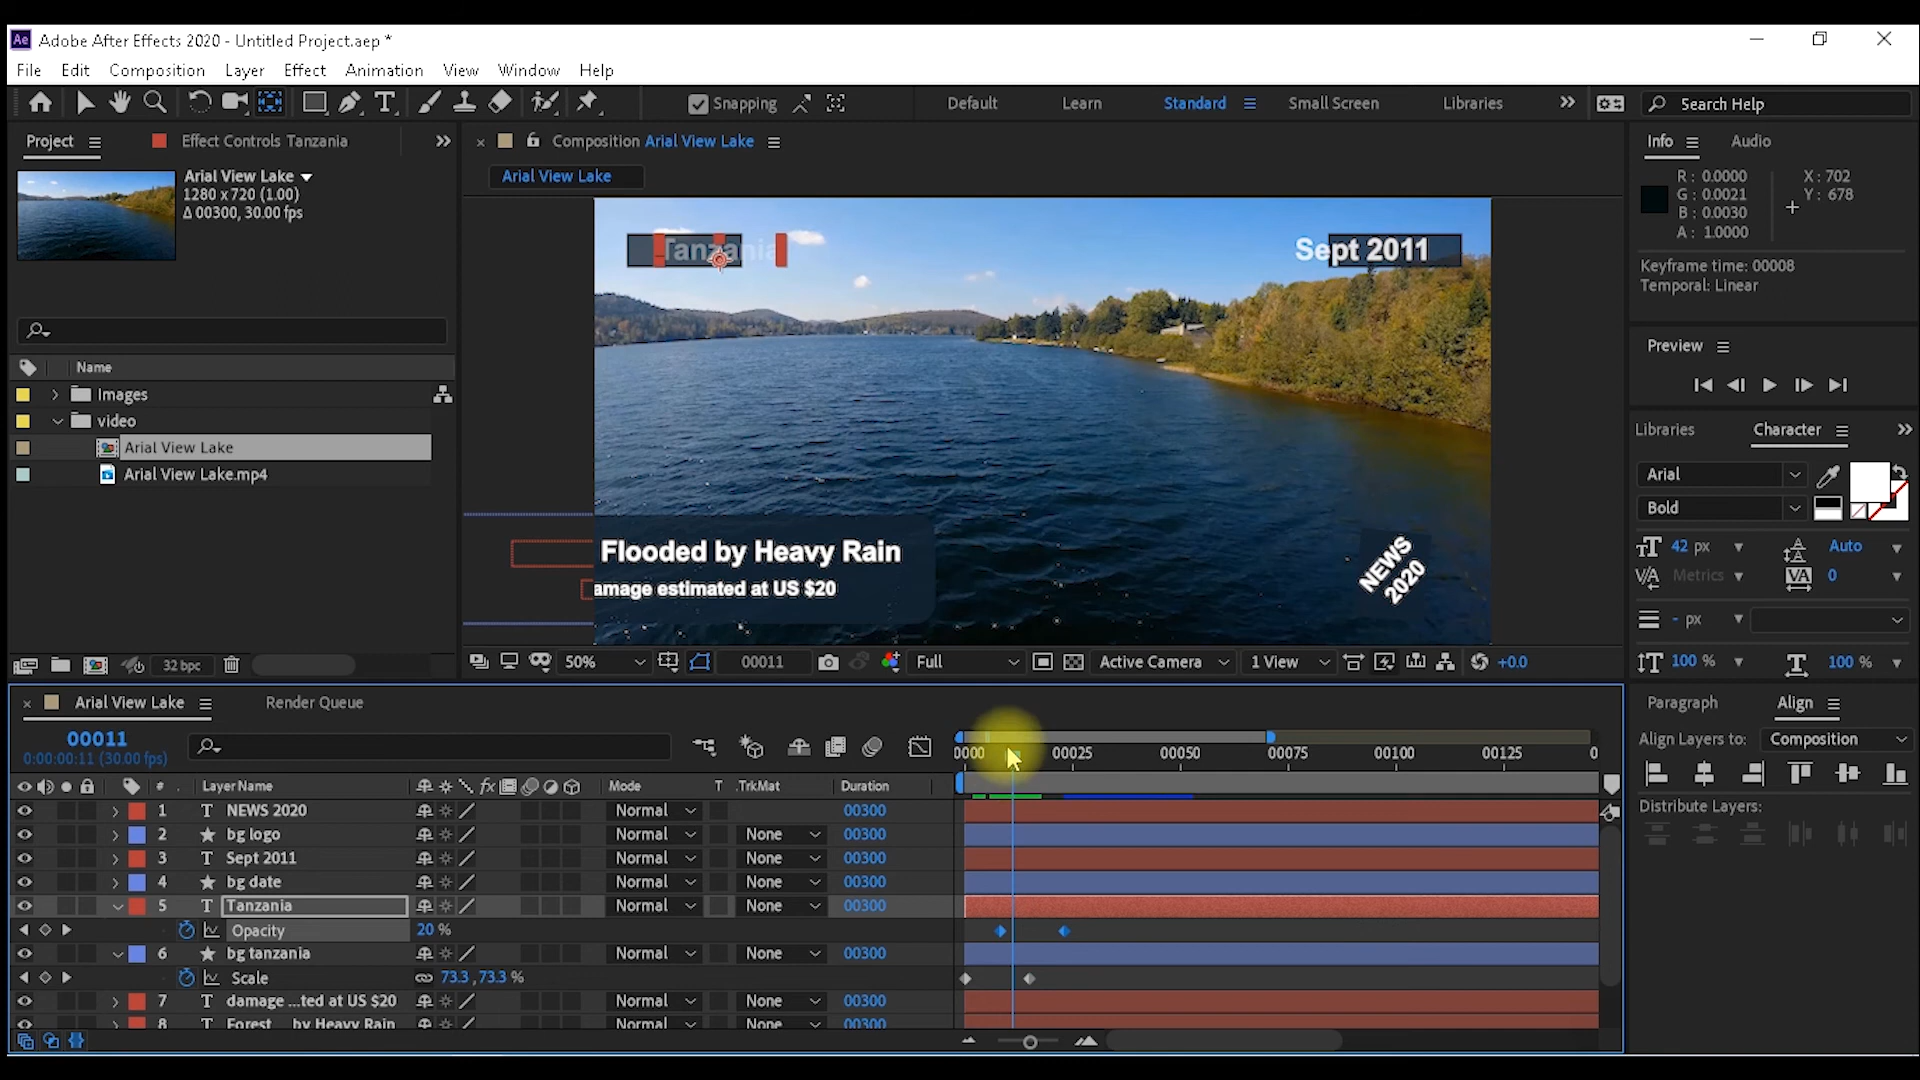 Ae Adobe After Effects 2020 - Untitled Project.aep *
File Edit Composition Layer Effect Animation View Window Help
T Snapping Default Learn Standard Small Screen Libraries Search Help
Project Effect Controls Tanzania
Arial View Lake
1280 x 720 (1.00)
Δ 00300, 30.00 fps
Name
Images
video
Arial View Lake
Arial View Lake.mp4
32 bpc
Composition Arial View Lake
Arial View Lake
Tanzania
Sept 2011
Flooded by Heavy Rain
amage estimated at US $20
NEWS
2020
50% 00011 Full Active Camera 1 View +0.0
Info Audio
R: 0.0000
G: 0.0021
B: 0.0030
A: 1.0000
X: 702
Y: 678
Keyframe time: 00008
Temporal: Linear
Preview
Libraries Character
Arial
Bold
42 px Auto
Metrics 0
- px
100 % 100 %
Paragraph Align
Align Layers to: Composition
Distribute Layers:
Arial View Lake Render Queue
00011
0:00:00:11 (30.00 fps)
0000 00025 00050 00075 00100 00125 0
# LayerName fx Mode T .TrkMat Duration
1 T NEWS 2020 Normal 00300
2 bg logo Normal None 00300
3 T Sept 2011 Normal None 00300
4 bg date Normal None 00300
5 T Tanzania Normal None 00300
Opacity 20 %
6 bg tanzania Normal None 00300
Scale 73.3,73.3 %
7 T damage ...ted at US $20 Normal None 00300
8 T Forest ... by Heavy Rain Normal None 00300